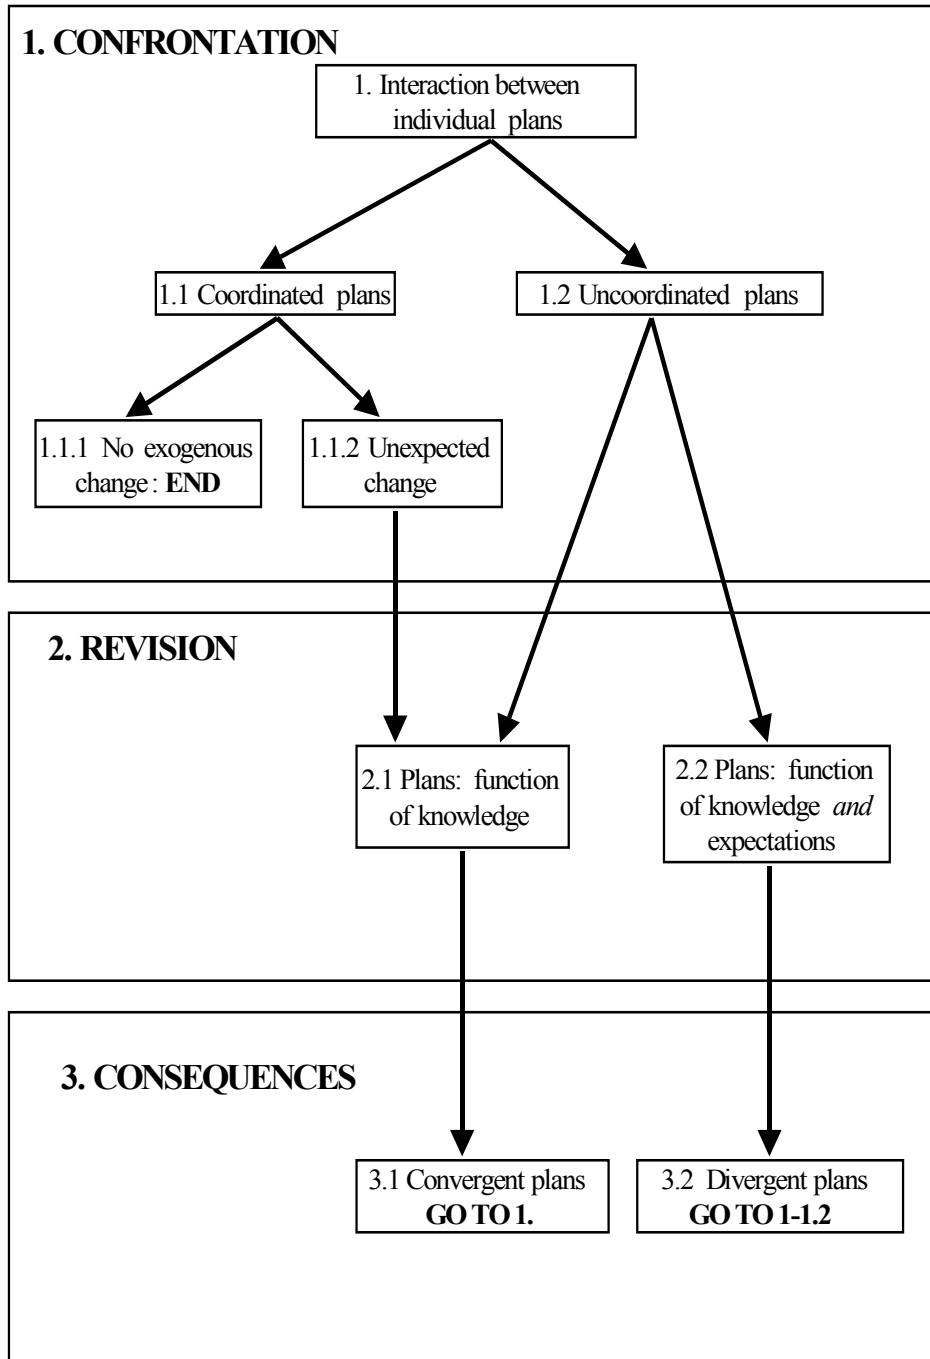 1. CONFRONTATION
1. Interaction between
individual plans
1.1 Coordinated plans
1.2 Uncoordinated plans
1.1.1 No exogenous
change: END
1.1.2 Unexpected
change
2. REVISION
2.1 Plans: function
of knowledge
2.2 Plans: function
of knowledge and
expectations
3. CONSEQUENCES
3.1 Convergent plans
GO TO 1.
3.2 Divergent plans
GO TO 1-1.2